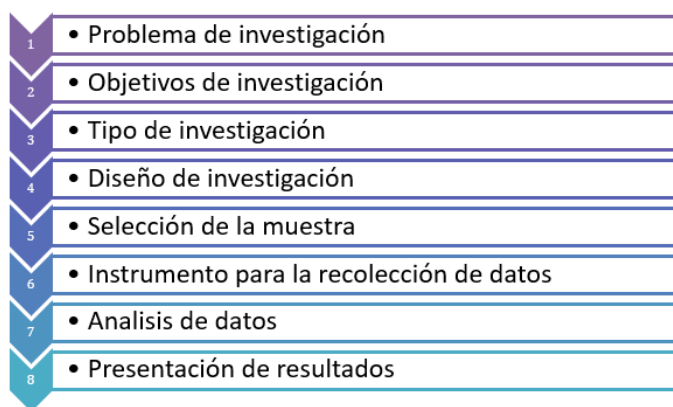 1 • Problema de investigación
2 • Objetivos de investigación
3 • Tipo de investigación
4 • Diseño de investigación
5 • Selección de la muestra
6 • Instrumento para la recolección de datos
7 • Analisis de datos
8 • Presentación de resultados